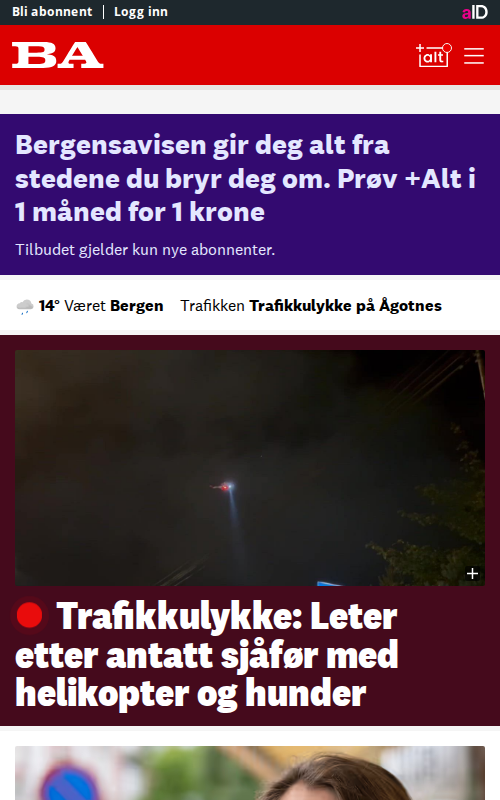 Bli abonnent | Logg inn
aID
BA
+alt
Bergensavisen gir deg alt fra
stedene du bryr deg om. Prøv +Alt i
1 måned for 1 krone
Tilbudet gjelder kun nye abonnenter.
14° Været Bergen Trafikken Trafikkulykke på Ågotnes
Trafikkulykke: Leter
etter antatt sjåfør med
helikopter og hunder